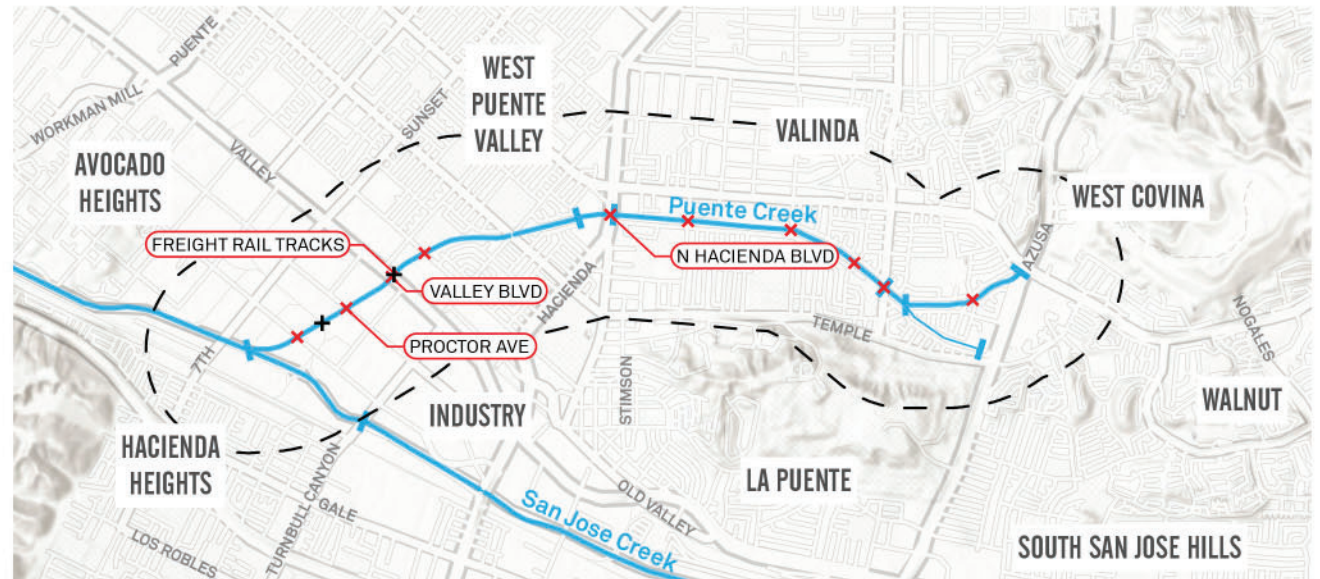 PUENTE
WORKMAN MILL
AVOCADO
HEIGHTS
VALLEY
SUNSET
WEST
PUENTE
VALLEY
VALINDA
WEST COVINA
Puente Creek
FREIGHT RAIL TRACKS
VALLEY BLVD
PROCTOR AVE
N HACIENDA BLVD
HACIENDA
AZUSA
NOGALES
TEMPLE
7TH
STIMSON
INDUSTRY
WALNUT
HACIENDA
HEIGHTS
TURNBULL CANYON
GALE
LOS ROBLES
OLD VALLEY
San Jose Creek
LA PUENTE
SOUTH SAN JOSE HILLS